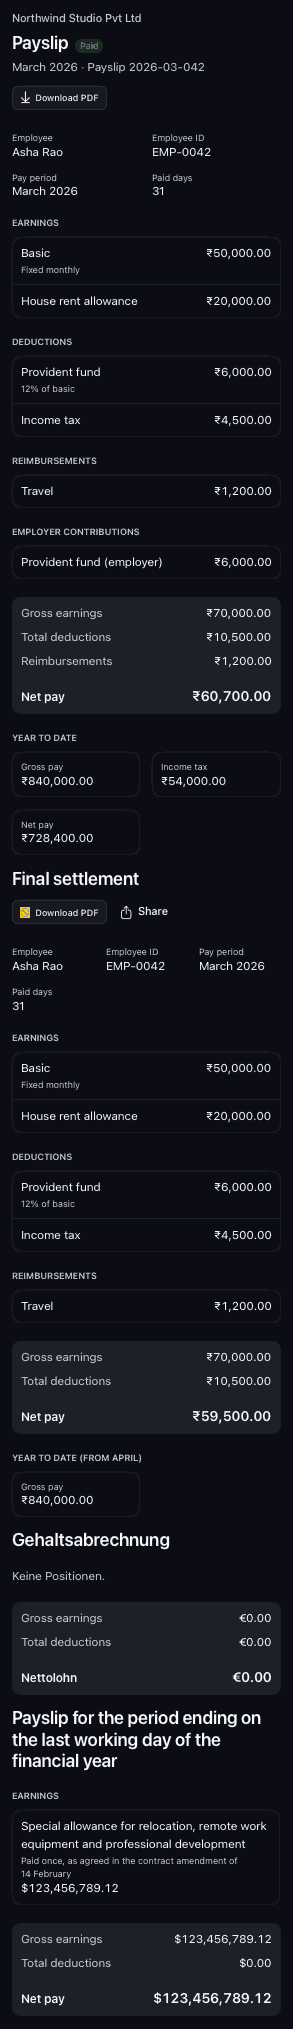 Northwind Studio Pvt Ltd
Payslip Paid
March 2026 · Payslip 2026-03-042
Download PDF
Employee
Asha Rao
Employee ID
EMP-0042
Pay period
March 2026
Paid days
31
EARNINGS
Basic ₹50,000.00
Fixed monthly
House rent allowance ₹20,000.00
DEDUCTIONS
Provident fund ₹6,000.00
12% of basic
Income tax ₹4,500.00
REIMBURSEMENTS
Travel ₹1,200.00
EMPLOYER CONTRIBUTIONS
Provident fund (employer) ₹6,000.00
Gross earnings ₹70,000.00
Total deductions ₹10,500.00
Reimbursements ₹1,200.00
Net pay ₹60,700.00
YEAR TO DATE
Gross pay
₹840,000.00
Income tax
₹54,000.00
Net pay
₹728,400.00
Final settlement
Download PDF Share
Employee
Asha Rao
Employee ID
EMP-0042
Pay period
March 2026
Paid days
31
EARNINGS
Basic ₹50,000.00
Fixed monthly
House rent allowance ₹20,000.00
DEDUCTIONS
Provident fund ₹6,000.00
12% of basic
Income tax ₹4,500.00
REIMBURSEMENTS
Travel ₹1,200.00
Gross earnings ₹70,000.00
Total deductions ₹10,500.00
Net pay ₹59,500.00
YEAR TO DATE (FROM APRIL)
Gross pay
₹840,000.00
Gehaltsabrechnung
Keine Positionen.
Gross earnings €0.00
Total deductions €0.00
Nettolohn €0.00
Payslip for the period ending on
the last working day of the
financial year
EARNINGS
Special allowance for relocation, remote work
equipment and professional development
Paid once, as agreed in the contract amendment of
14 February
$123,456,789.12
Gross earnings $123,456,789.12
Total deductions $0.00
Net pay $123,456,789.12